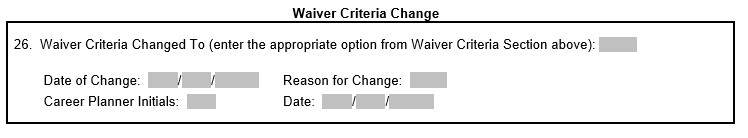 Waiver Criteria Change
26. Waiver Criteria Changed To (enter the appropriate option from Waiver Criteria Section above):
Date of Change: / / Reason for Change:
Career Planner Initials: Date: / /